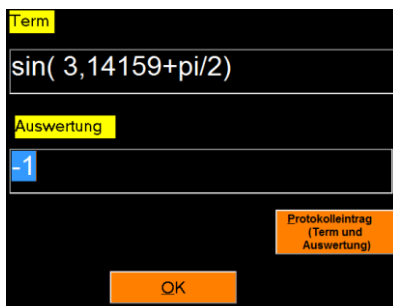 Term
sin( 3,14159+pi/2)
Auswertung
-1
Protokolleintrag
(Term und
Auswertung)
OK